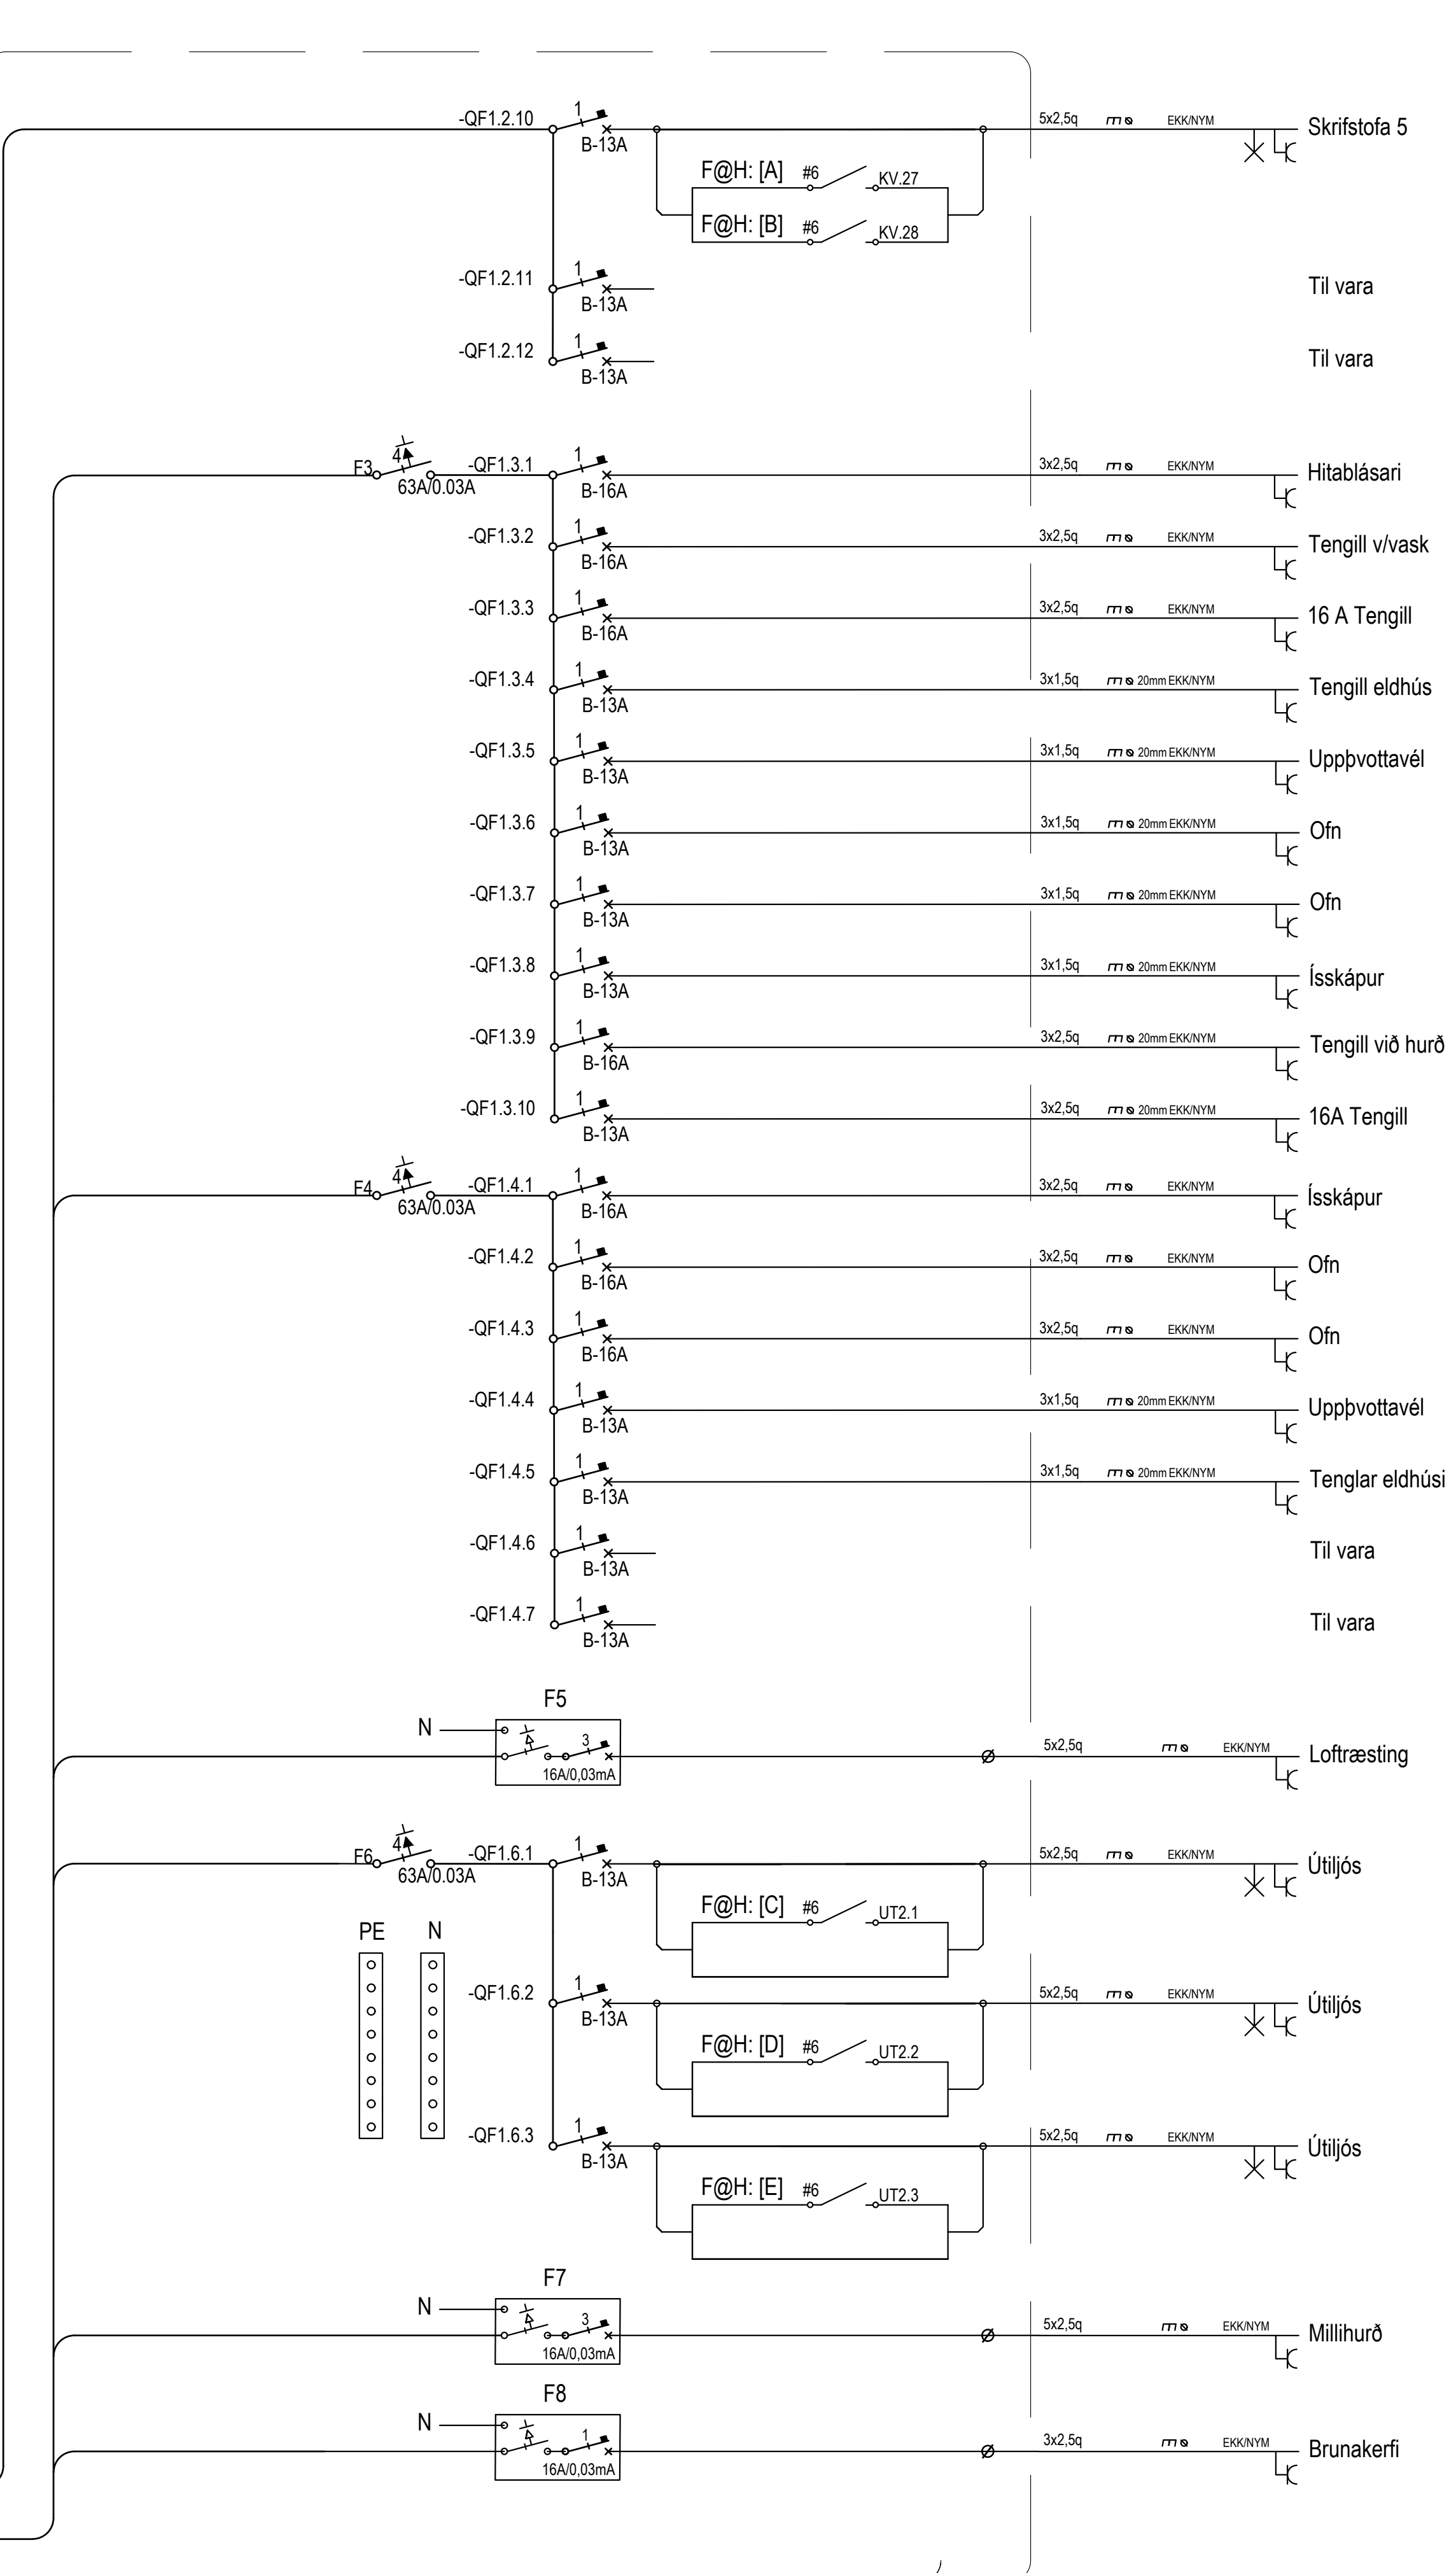 -QF1.2.10 1 B-13A 5x2,5q EKK/NYM Skrifstofa 5
F@H: [A] #6 KV.27
F@H: [B] #6 KV.28
-QF1.2.11 1 B-13A Til vara
-QF1.2.12 1 B-13A Til vara
F3 4 63A/0.03A -QF1.3.1 1 B-16A 3x2,5q EKK/NYM Hitablásari
-QF1.3.2 1 B-16A 3x2,5q EKK/NYM Tengill v/vask
-QF1.3.3 1 B-16A 3x2,5q EKK/NYM 16 A Tengill
-QF1.3.4 1 B-13A 3x1,5q 20mm EKK/NYM Tengill eldhús
-QF1.3.5 1 B-13A 3x1,5q 20mm EKK/NYM Uppþvottavél
-QF1.3.6 1 B-13A 3x1,5q 20mm EKK/NYM Ofn
-QF1.3.7 1 B-13A 3x1,5q 20mm EKK/NYM Ofn
-QF1.3.8 1 B-13A 3x1,5q 20mm EKK/NYM Ísskápur
-QF1.3.9 1 B-16A 3x2,5q 20mm EKK/NYM Tengill við hurð
-QF1.3.10 1 B-13A 3x2,5q 20mm EKK/NYM 16A Tengill
F4 4 63A/0.03A -QF1.4.1 1 B-16A 3x2,5q EKK/NYM Ísskápur
-QF1.4.2 1 B-16A 3x2,5q EKK/NYM Ofn
-QF1.4.3 1 B-16A 3x2,5q EKK/NYM Ofn
-QF1.4.4 1 B-13A 3x1,5q 20mm EKK/NYM Uppþvottavél
-QF1.4.5 1 B-13A 3x1,5q 20mm EKK/NYM Tenglar eldhúsi
-QF1.4.6 1 B-13A Til vara
-QF1.4.7 1 B-13A Til vara
F5
N 3 16A/0,03mA 5x2,5q EKK/NYM Loftræsting
F6 4 63A/0.03A -QF1.6.1 1 B-13A 5x2,5q EKK/NYM Útiljós
F@H: [C] #6 UT2.1
PE N
-QF1.6.2 1 B-13A 5x2,5q EKK/NYM Útiljós
F@H: [D] #6 UT2.2
-QF1.6.3 1 B-13A 5x2,5q EKK/NYM Útiljós
F@H: [E] #6 UT2.3
F7
N 3 16A/0,03mA 5x2,5q EKK/NYM Millihurð
F8
N 1 16A/0,03mA 3x2,5q EKK/NYM Brunakerfi